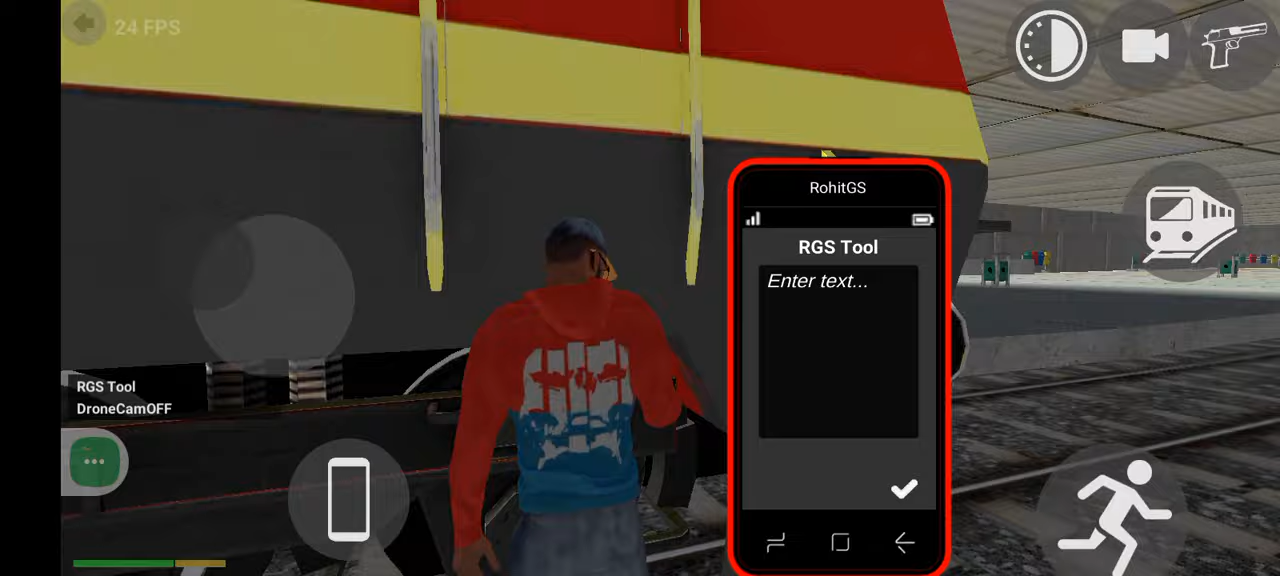 24 FPS
RohitGS
RGS Tool
Enter text...
RGS Tool
DroneCamOFF